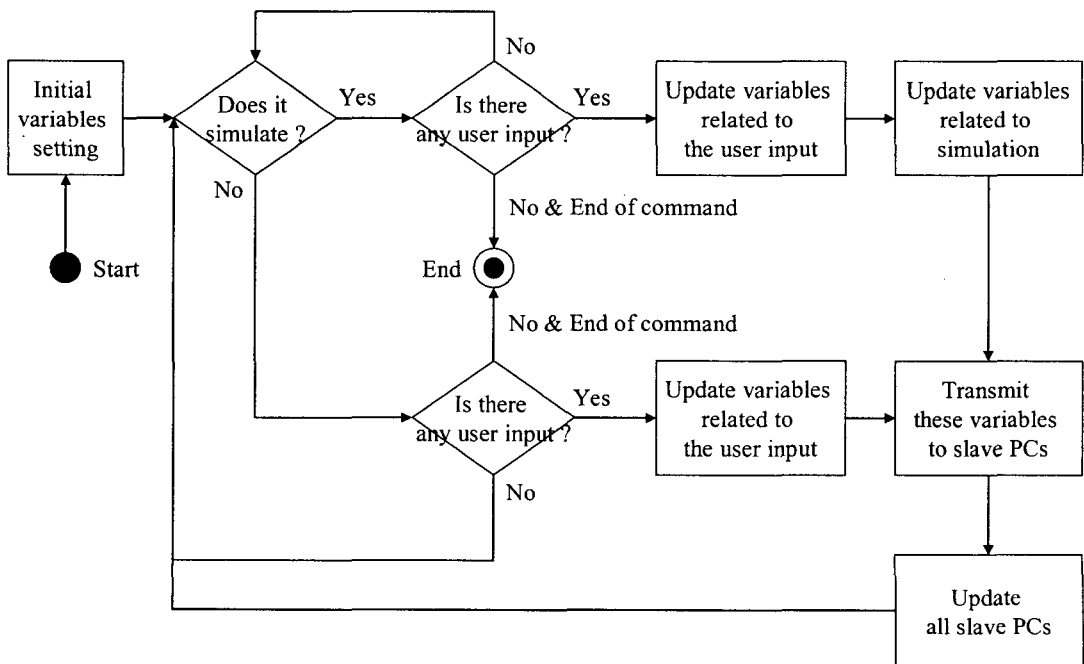 No
Initial
variables
setting
Does it
simulate ?
Yes
Is there
any user input ?
Yes
Update variables
related to
the user input
Update variables
related to
simulation
No
No & End of command
Start
End
No & End of command
Is there
any user input ?
Yes
Update variables
related to
the user input
Transmit
these variables
to slave PCs
No
Update
all slave PCs